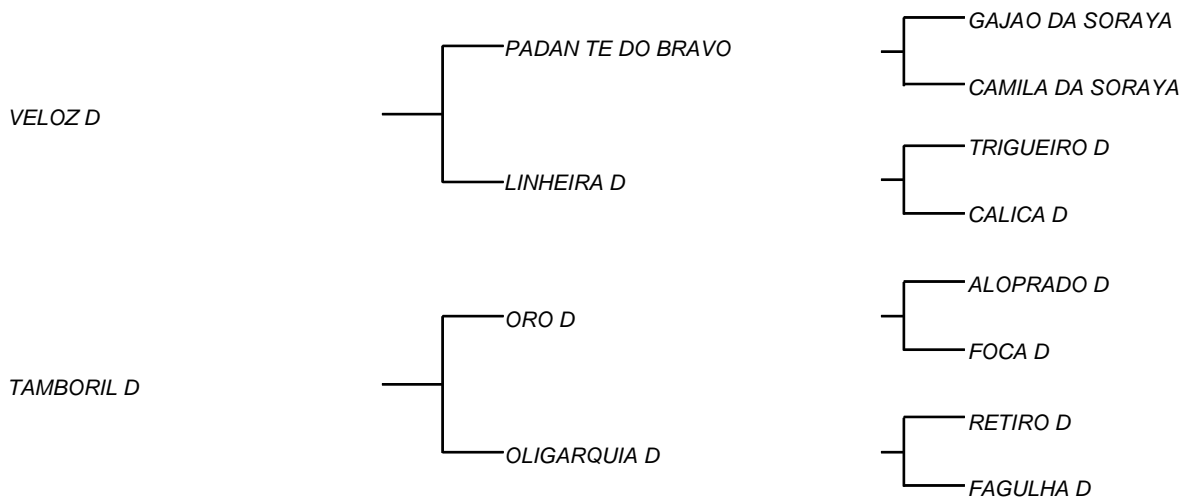 GAJAO DA SORAYA
PADAN TE DO BRAVO
CAMILA DA SORAYA
VELOZ D
TRIGUEIRO D
LINHEIRA D
CALICA D
ALOPRADO D
ORO D
FOCA D
TAMBORIL D
RETIRO D
OLIGARQUIA D
FAGULHA D